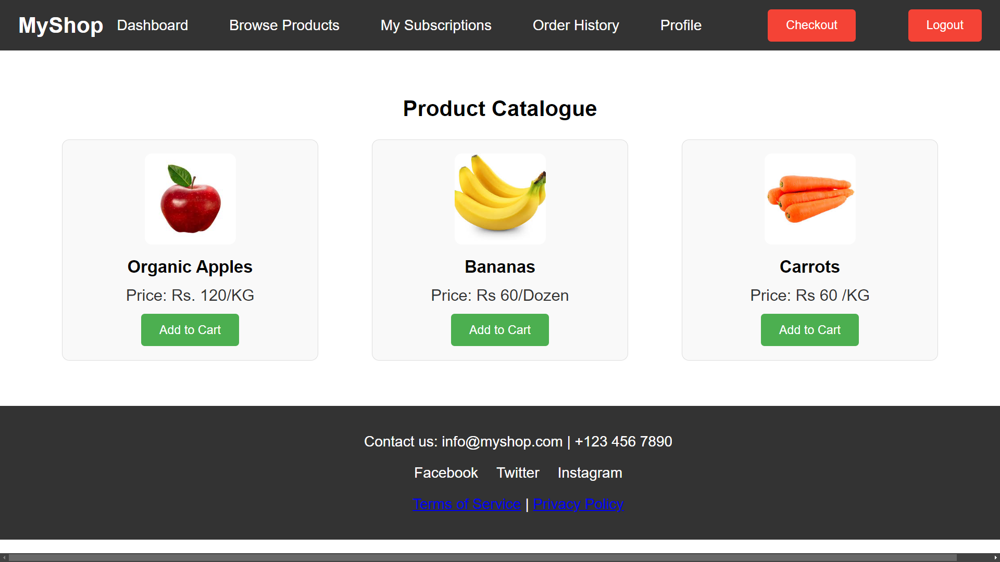 MyShop Dashboard Browse Products My Subscriptions Order History Profile Checkout Logout
Product Catalogue
Organic Apples
Price: Rs. 120/KG
Add to Cart
Bananas
Price: Rs 60/Dozen
Add to Cart
Carrots
Price: Rs 60 /KG
Add to Cart
Contact us: info@myshop.com | +123 456 7890
Facebook Twitter Instagram
Terms of Service | Privacy Policy